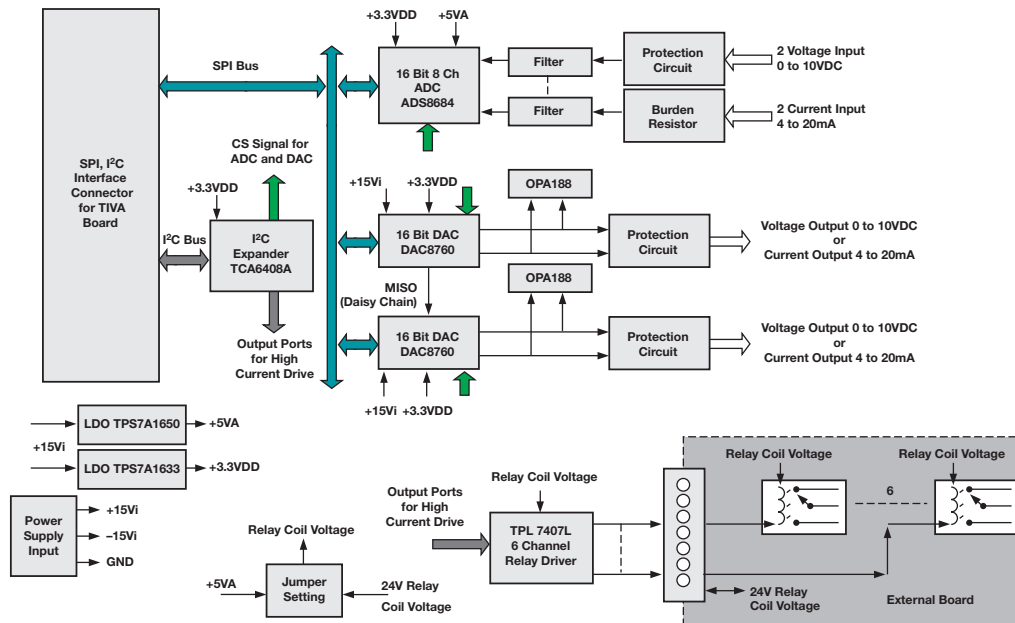 +3.3VDD
+5VA
SPI Bus
16 Bit 8 Ch
ADC
ADS8684
Filter
Filter
Protection
Circuit
Burden
Resistor
2 Voltage Input
0 to 10VDC
2 Current Input
4 to 20mA
SPI, I²C
Interface
Connector
for TIVA
Board
CS Signal for
ADC and DAC
+3.3VDD
I²C Bus
I²C
Expander
TCA6408A
Output Ports
for High
Current Drive
+15Vi
+3.3VDD
16 Bit DAC
DAC8760
OPA188
Protection
Circuit
Voltage Output 0 to 10VDC
or
Current Output 4 to 20mA
MISO
(Daisy Chain)
OPA188
16 Bit DAC
DAC8760
Protection
Circuit
Voltage Output 0 to 10VDC
or
Current Output 4 to 20mA
+15Vi
+3.3VDD
LDO TPS7A1650
+5VA
+15Vi
LDO TPS7A1633
+3.3VDD
Power
Supply
Input
+15Vi
–15Vi
GND
Relay Coil Voltage
+5VA
Jumper
Setting
24V Relay
Coil Voltage
Output Ports
for High
Current Drive
Relay Coil Voltage
TPL 7407L
6 Channel
Relay Driver
Relay Coil Voltage
6
Relay Coil Voltage
24V Relay
Coil Voltage
External Board